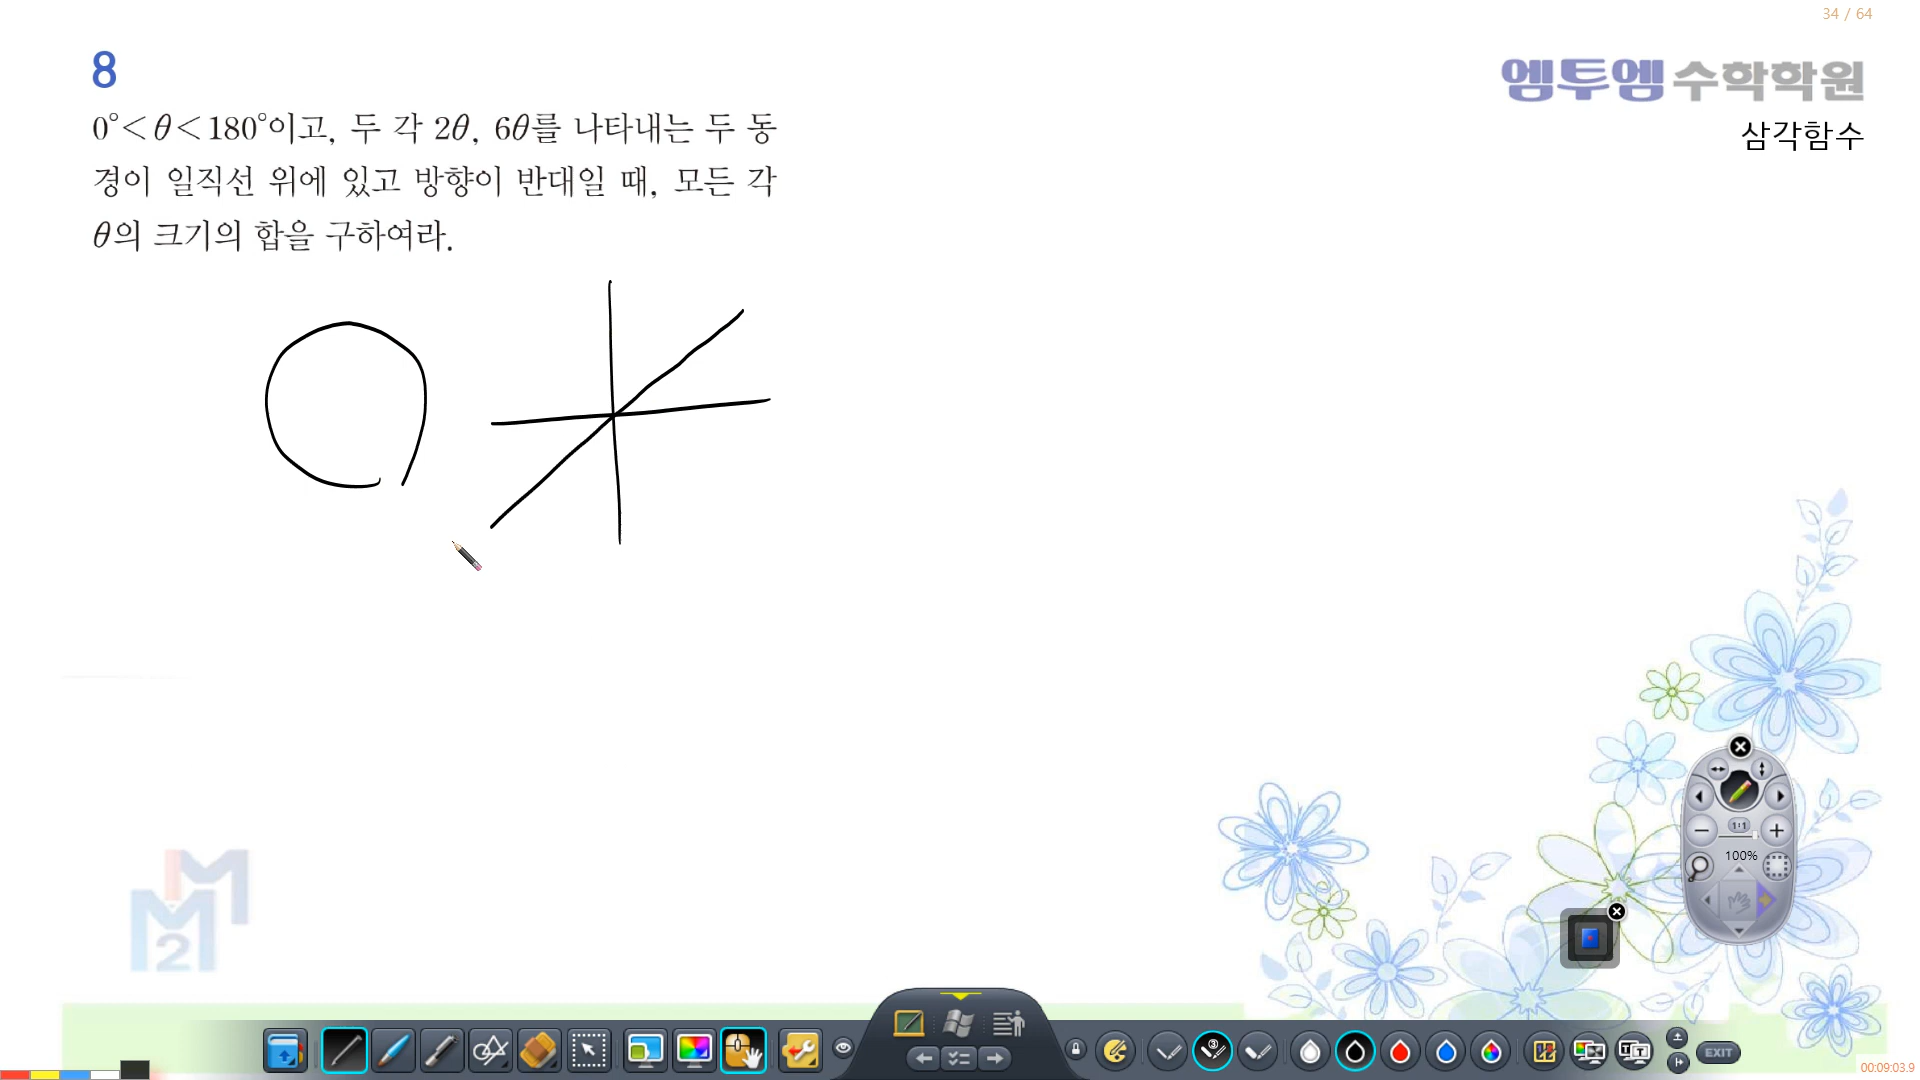 34 / 64
8
엠투엠수학학원
삼각함수
0°<θ<180°이고, 두 각 2θ, 6θ를 나타내는 두 동
경이 일직선 위에 있고 방향이 반대일 때, 모든 각
θ의 크기의 합을 구하여라.
1:1
100%
M
M
2
EXIT
00:09:03.9